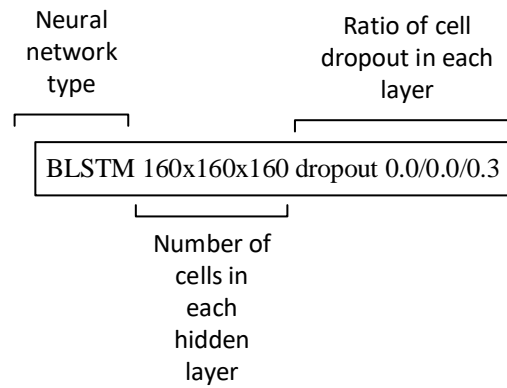 Neural
network
type
Ratio of cell
dropout in each
layer
BLSTM 160x160x160 dropout 0.0/0.0/0.3
Number of
cells in
each
hidden
layer